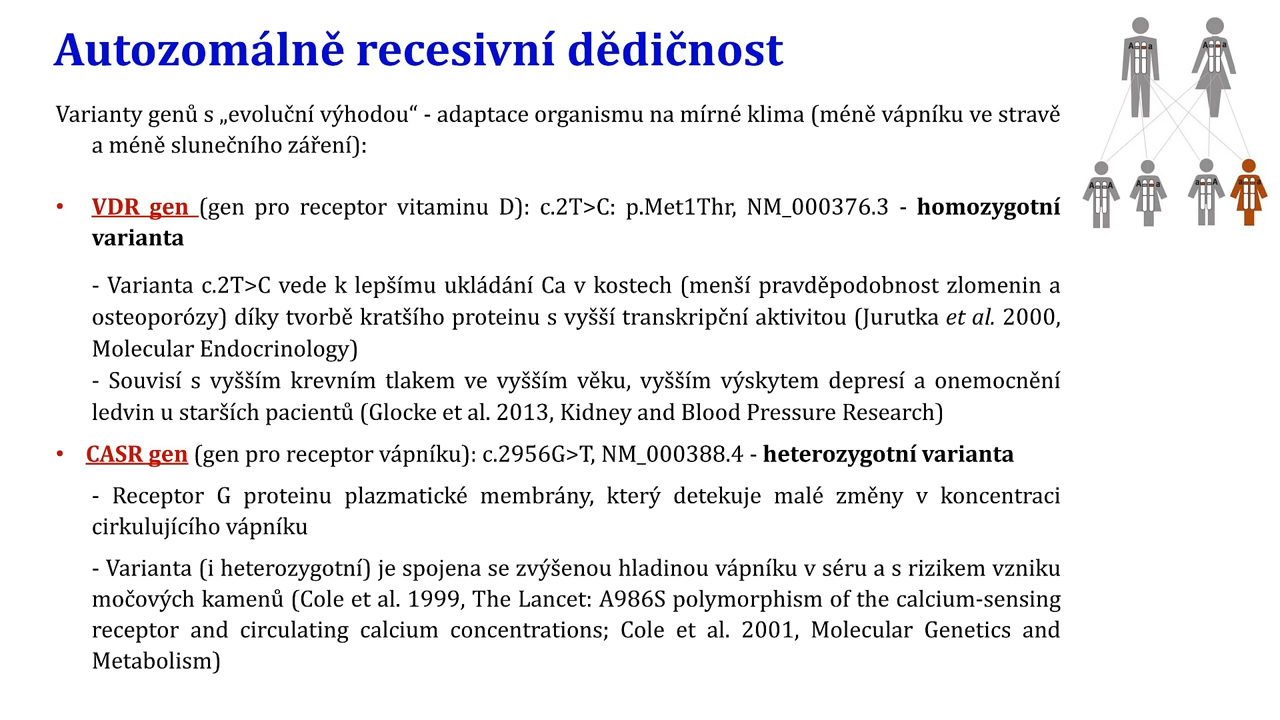 Autozomálně recesivní dědičnost
Varianty genů s „evoluční výhodou“ - adaptace organismu na mírné klima (méně vápníku ve stravě
a méně slunečního záření):
• VDR gen (gen pro receptor vitaminu D): c.2T>C: p.Met1Thr, NM_000376.3 - homozygotní
varianta
- Varianta c.2T>C vede k lepšímu ukládání Ca v kostech (menší pravděpodobnost zlomenin a
osteoporózy) díky tvorbě kratšího proteinu s vyšší transkripční aktivitou (Jurutka et al. 2000,
Molecular Endocrinology)
- Souvisí s vyšším krevním tlakem ve vyšším věku, vyšším výskytem depresí a onemocnění
ledvin u starších pacientů (Glocke et al. 2013, Kidney and Blood Pressure Research)
• CASR gen (gen pro receptor vápníku): c.2956G>T, NM_000388.4 - heterozygotní varianta
- Receptor G proteinu plazmatické membrány, který detekuje malé změny v koncentraci
cirkulujícího vápníku
- Varianta (i heterozygotní) je spojena se zvýšenou hladinou vápníku v séru a s rizikem vzniku
močových kamenů (Cole et al. 1999, The Lancet: A986S polymorphism of the calcium-sensing
receptor and circulating calcium concentrations; Cole et al. 2001, Molecular Genetics and
Metabolism)
A a A a
A A A a a A a a